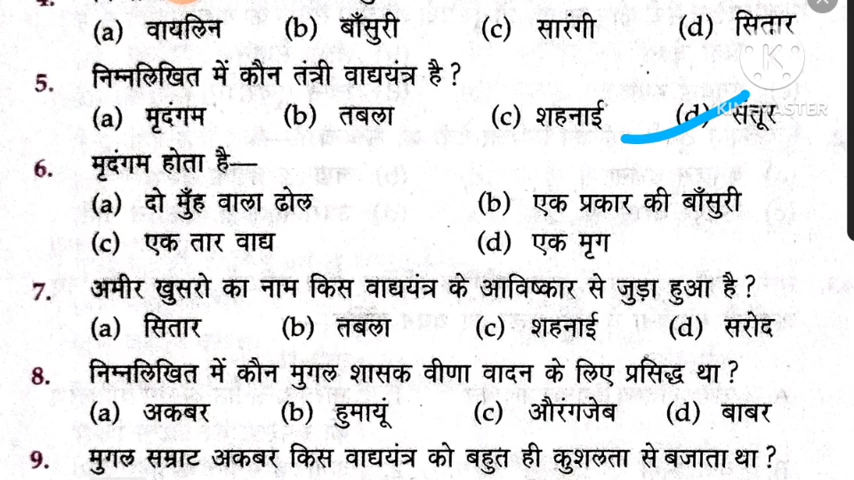 (a) वायलिन (b) बाँसुरी (c) सारंगी (d) सितार
5. निम्नलिखित में कौन तंत्री वाद्ययंत्र है ?
KINEMASTER
(a) मृदंगम (b) तबला (c) शहनाई (d) संतूर
6. मृदंगम होता है—
(a) दो मुँह वाला ढोल (b) एक प्रकार की बाँसुरी
(c) एक तार वाद्य (d) एक मृग
7. अमीर खुसरो का नाम किस वाद्ययंत्र के आविष्कार से जुड़ा हुआ है ?
(a) सितार (b) तबला (c) शहनाई (d) सरोद
8. निम्नलिखित में कौन मुगल शासक वीणा वादन के लिए प्रसिद्ध था ?
(a) अकबर (b) हुमायूं (c) औरंगजेब (d) बाबर
9. मुगल सम्राट अकबर किस वाद्ययंत्र को बहुत ही कुशलता से बजाता था ?